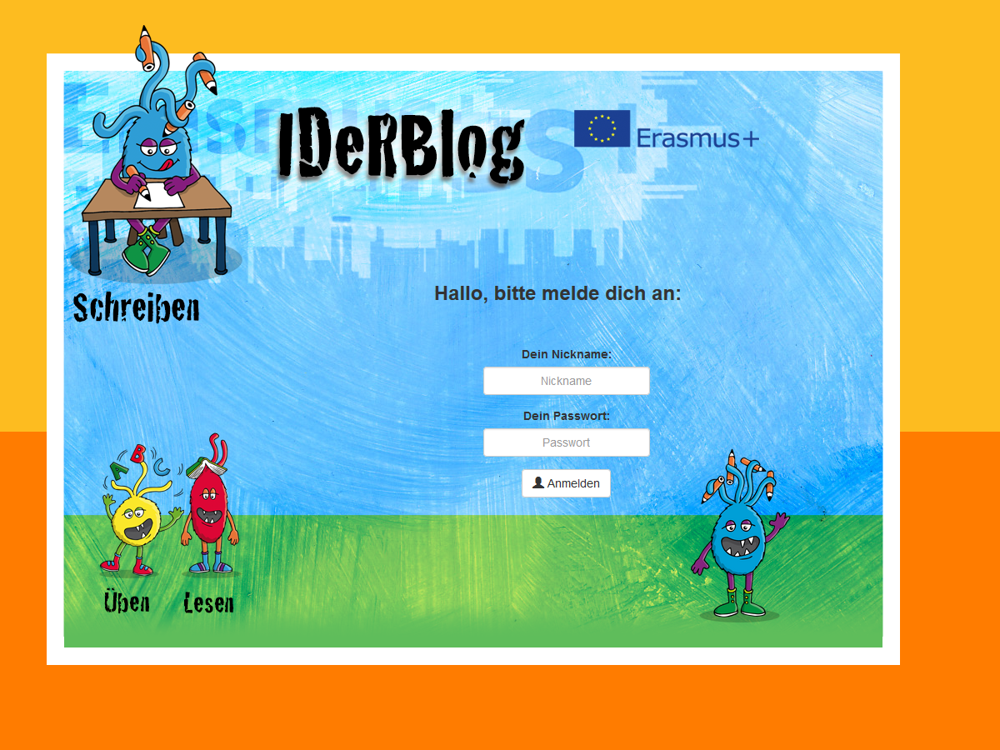 IDeRBlog
Erasmus+
Schreiben
Hallo, bitte melde dich an:
Dein Nickname:
Nickname
Dein Passwort:
Passwort
Anmelden
A B C
Üben
Lesen